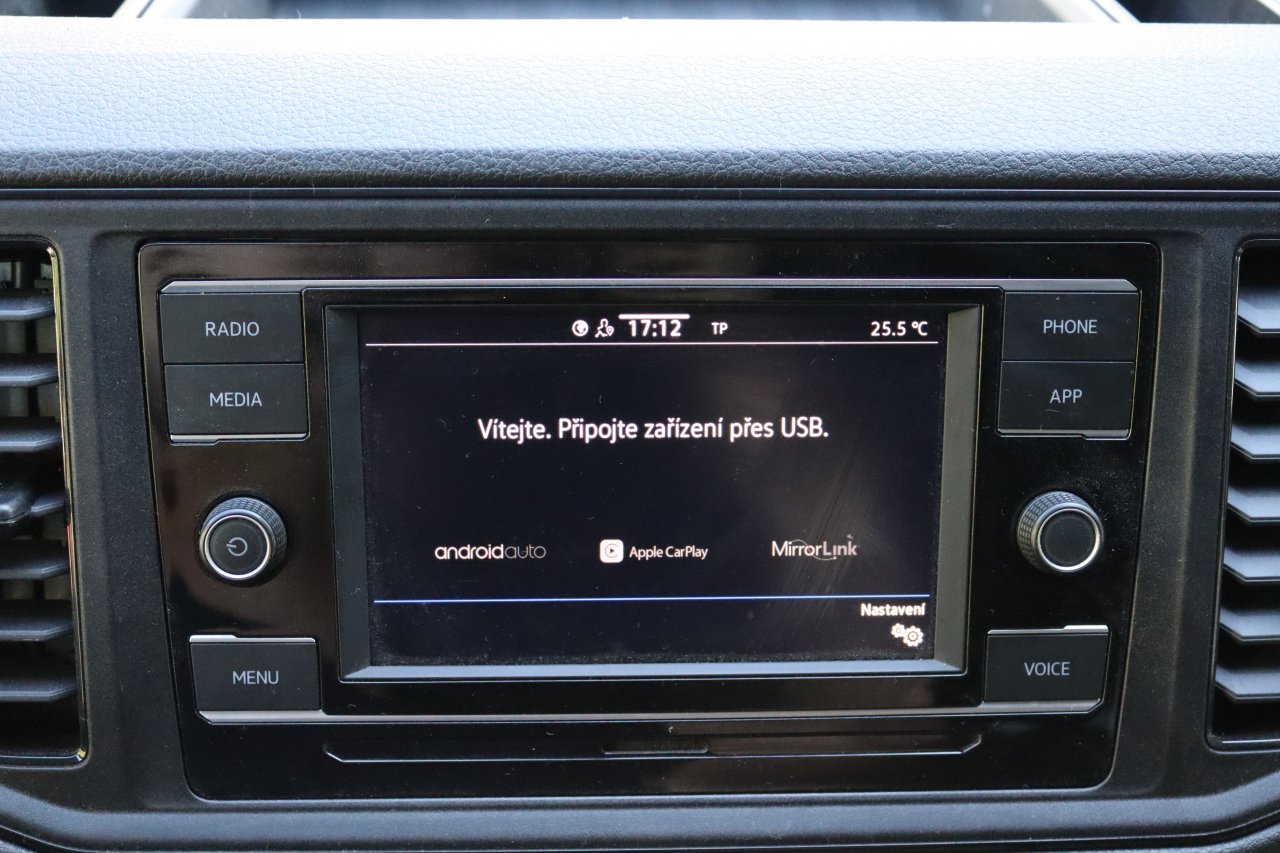 RADIO
MEDIA
17:12 TP 25.5 °C
PHONE
APP
Vítejte. Připojte zařízení přes USB.
androidauto Apple CarPlay MirrorLink
Nastavení
MENU
VOICE